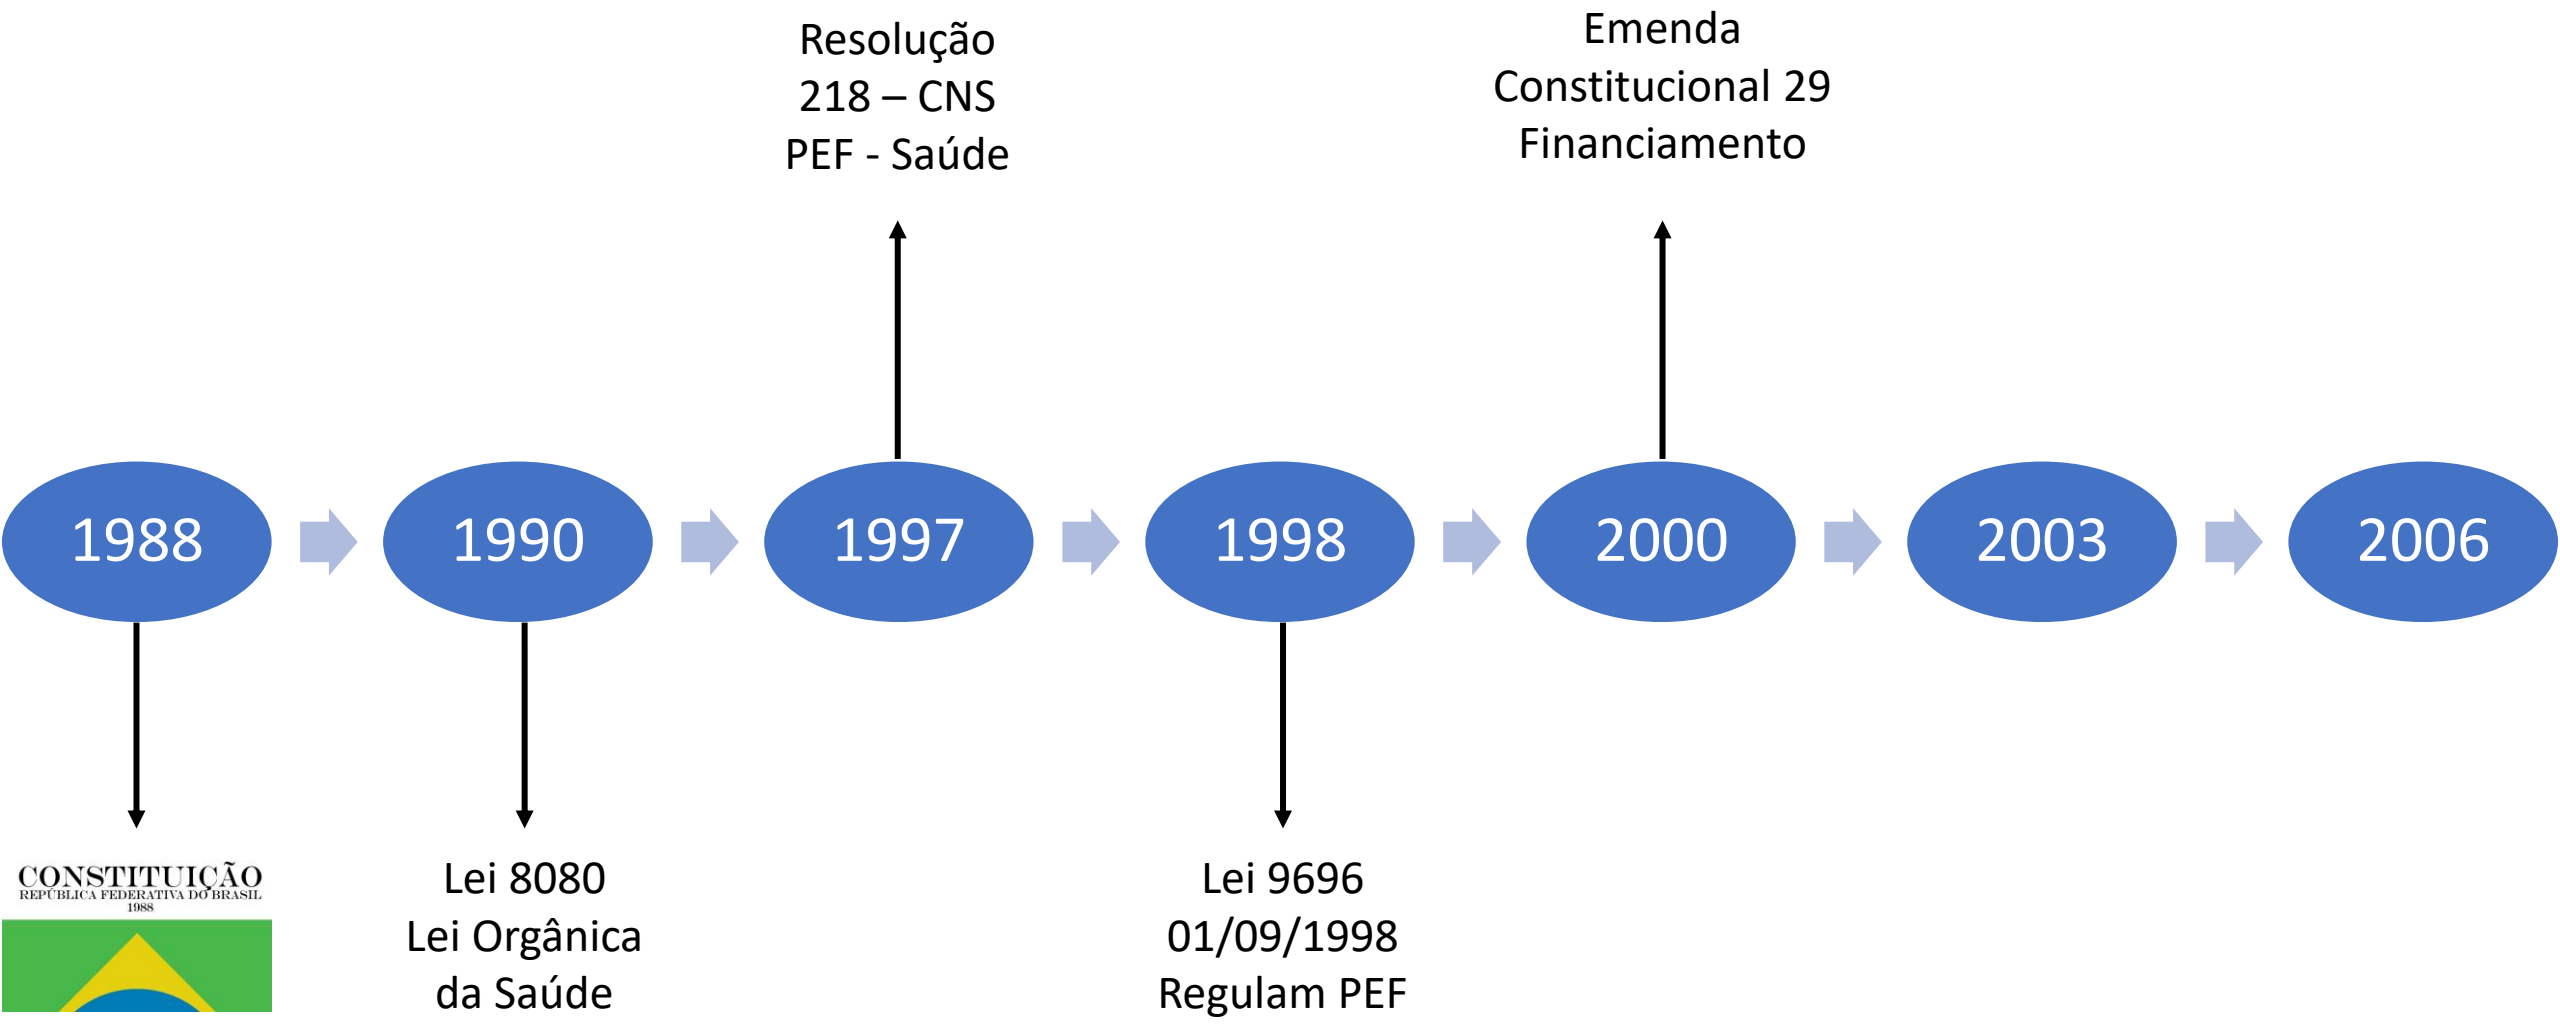 Resolução
218 – CNS
PEF - Saúde
Emenda
Constitucional 29
Financiamento
1988
1990
1997
1998
2000
2003
2006
CONSTITUIÇÃO
REPÚBLICA FEDERATIVA DO BRASIL
1988
Lei 8080
Lei Orgânica
da Saúde
Lei 9696
01/09/1998
Regulam PEF